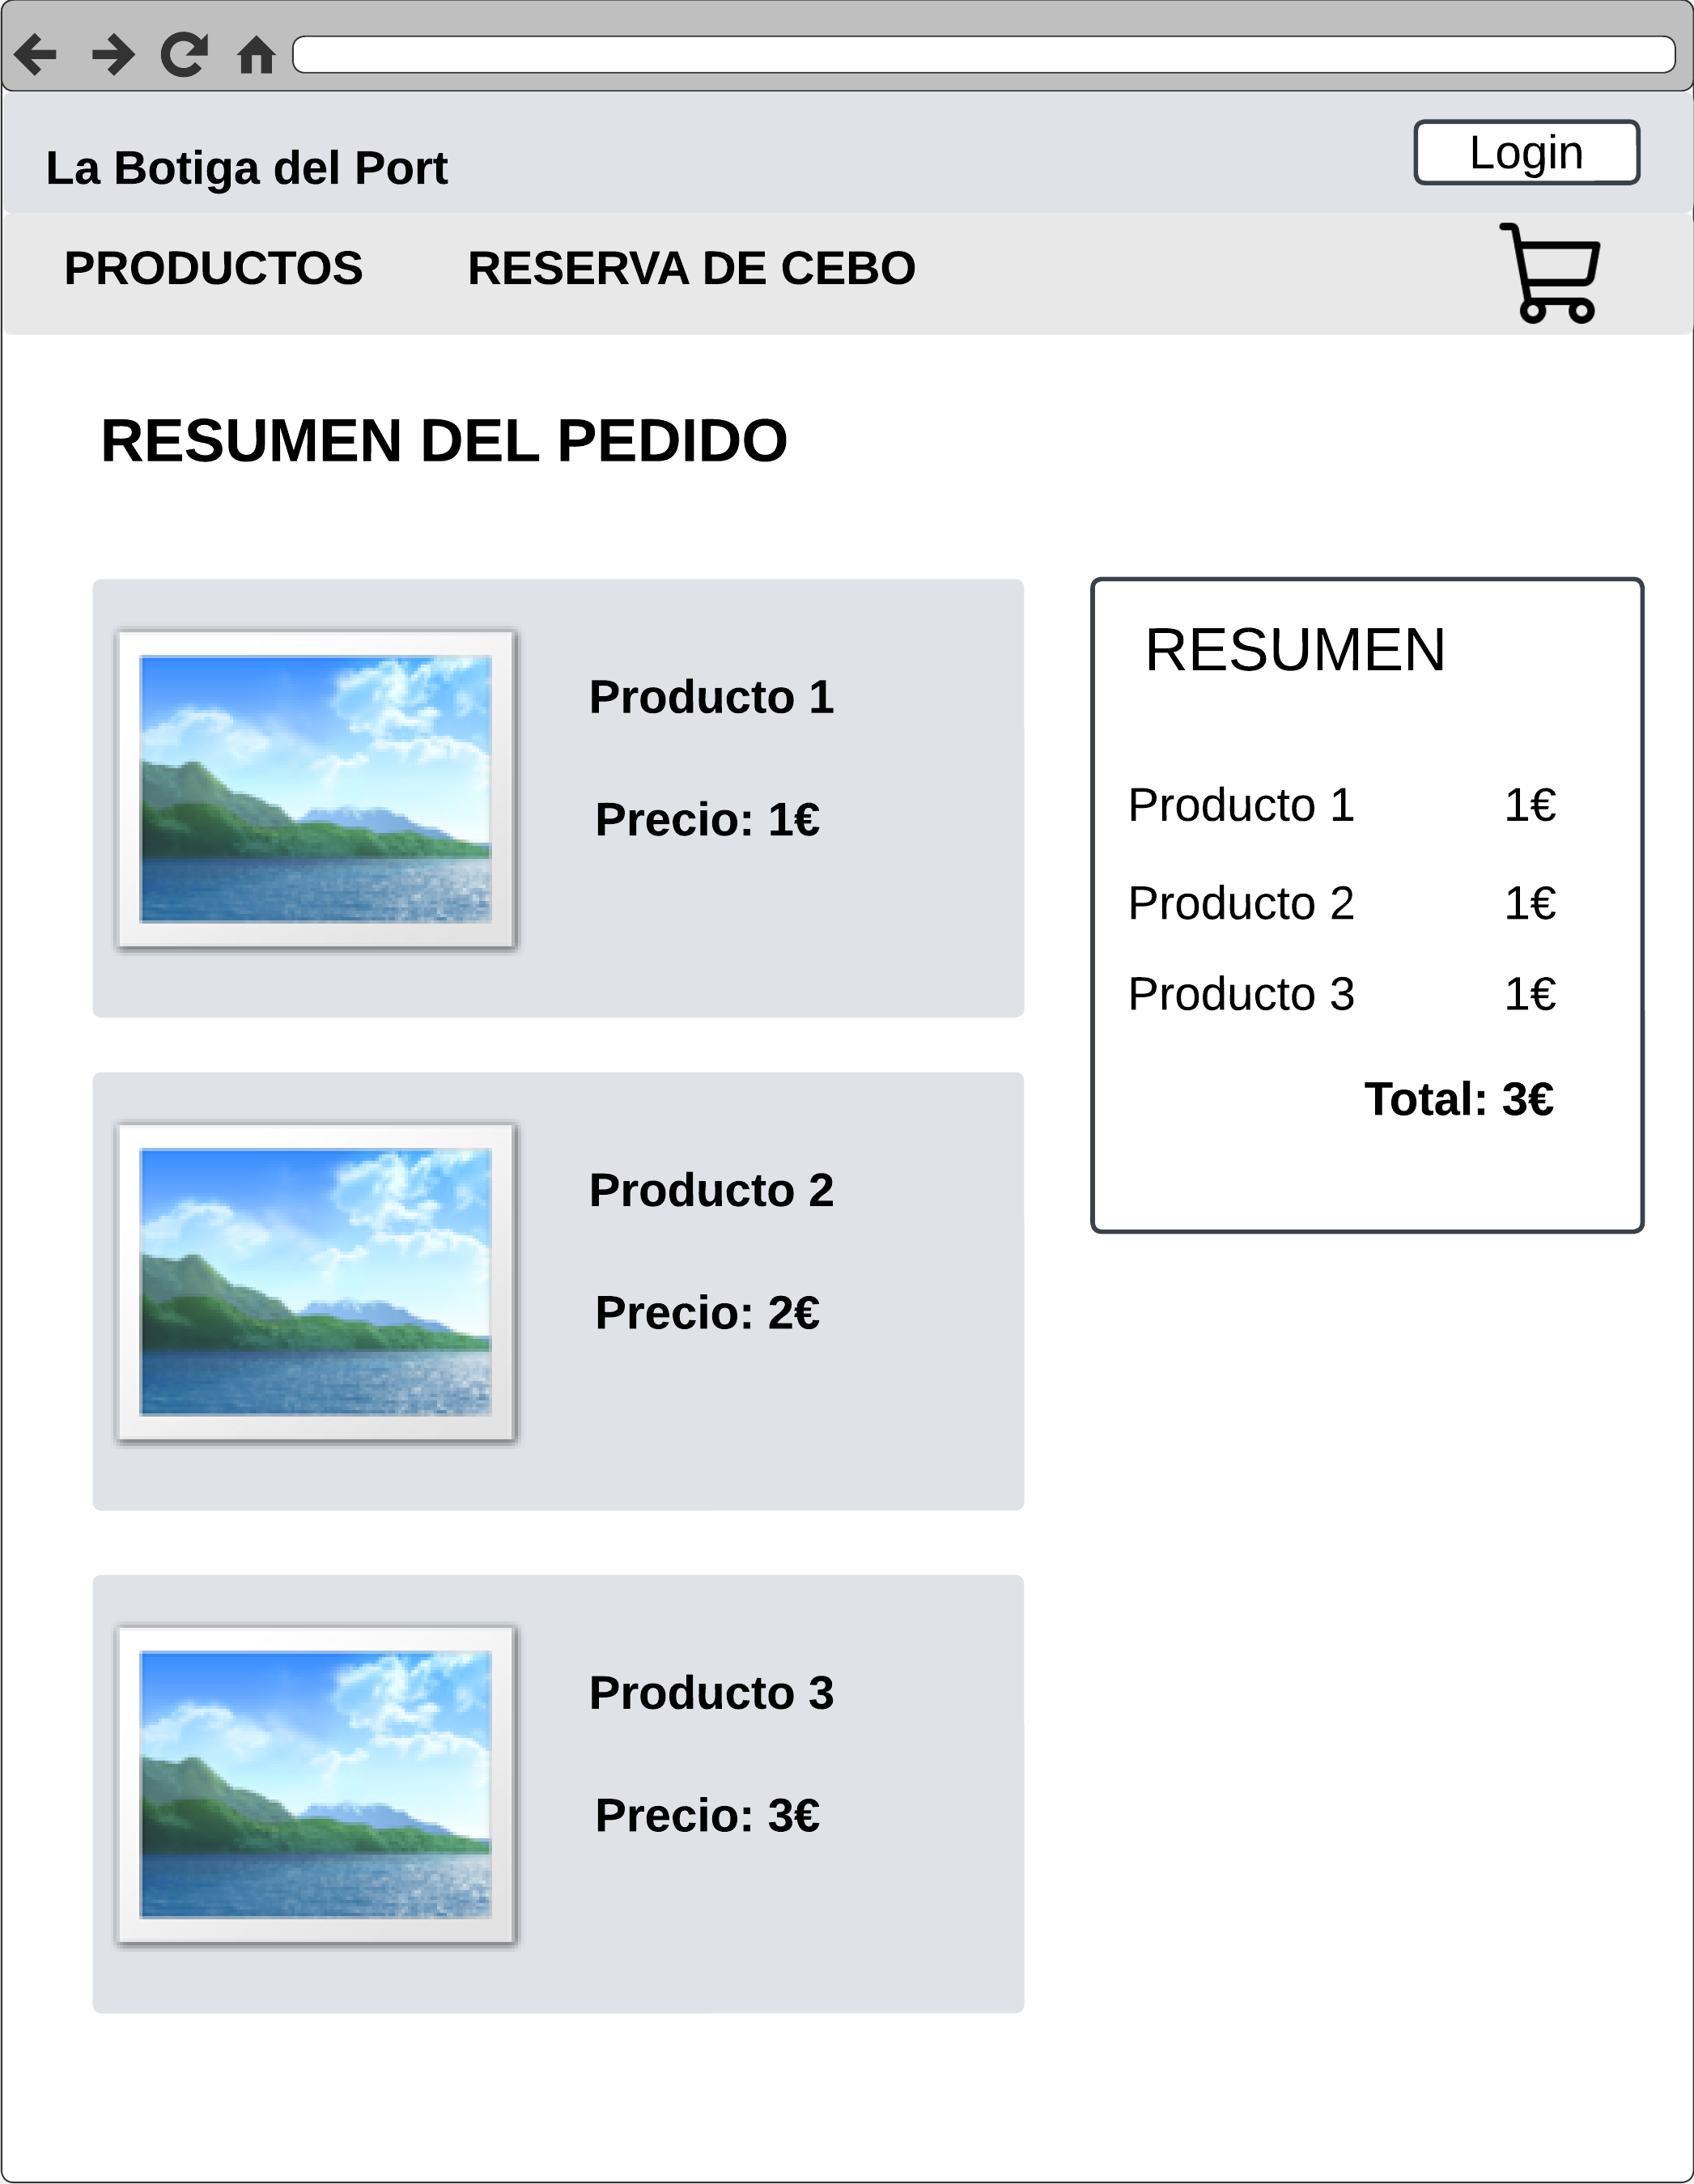 La Botiga del Port
Login
PRODUCTOS
RESERVA DE CEBO
RESUMEN DEL PEDIDO
Producto 1
Precio: 1€
Producto 2
Precio: 2€
Producto 3
Precio: 3€
RESUMEN
Producto 1 1€
Producto 2 1€
Producto 3 1€
Total: 3€